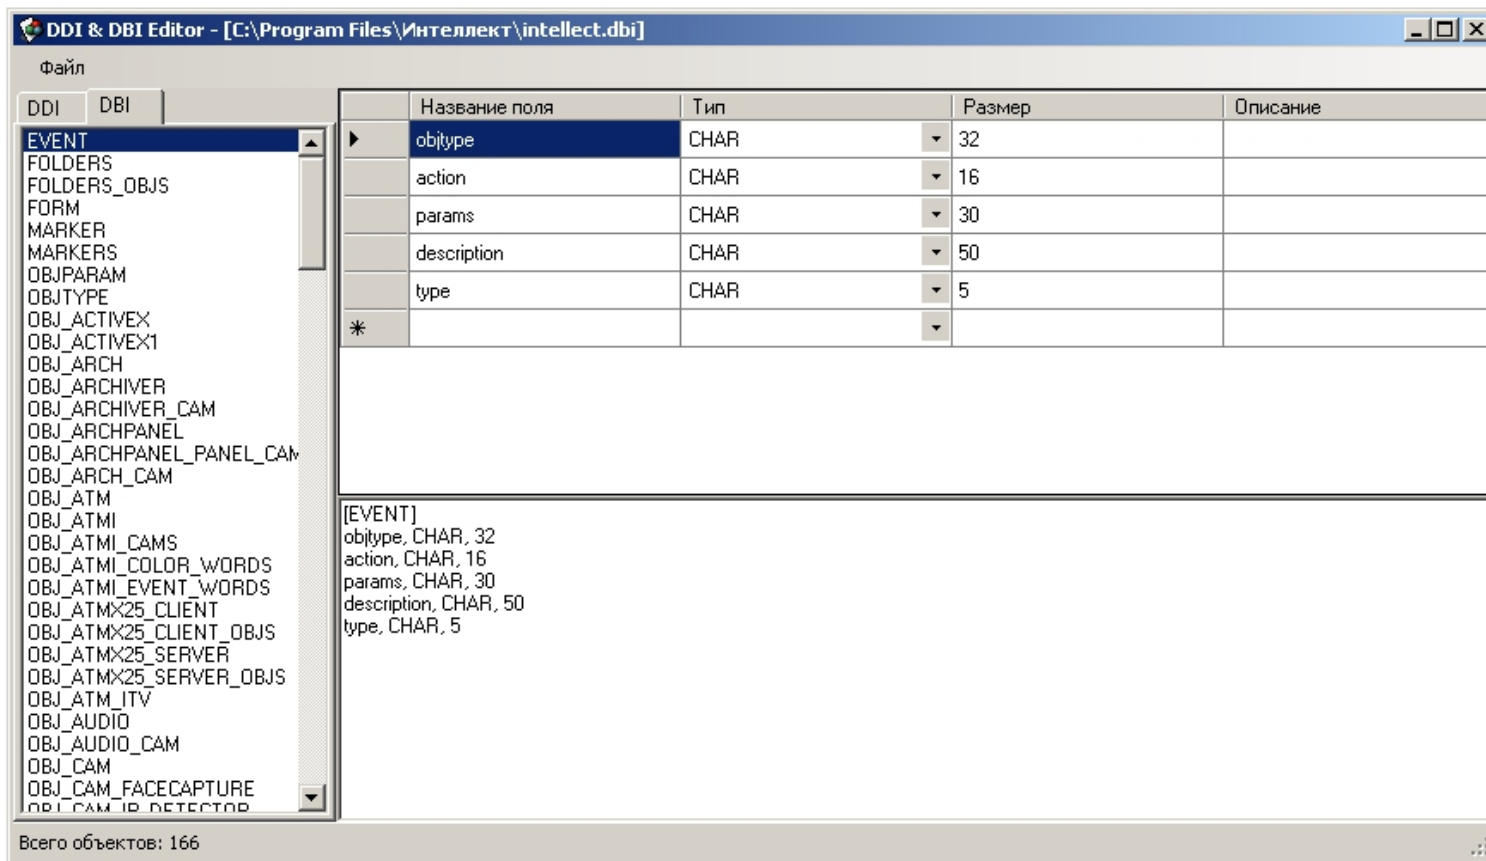 DDI & DBI Editor - [C:\Program Files\Интеллект\intellect.dbi]
Файл
DDI DBI
EVENT
FOLDERS
FOLDERS_OBJS
FORM
MARKER
MARKERS
OBJPARAM
OBJTYPE
OBJ_ACTIVEX
OBJ_ACTIVEX1
OBJ_ARCH
OBJ_ARCHIVER
OBJ_ARCHIVER_CAM
OBJ_ARCHPANEL
OBJ_ARCHPANEL_PANEL_CAM
OBJ_ARCH_CAM
OBJ_ATM
OBJ_ATMI
OBJ_ATMI_CAMS
OBJ_ATMI_COLOR_WORDS
OBJ_ATMI_EVENT_WORDS
OBJ_ATMX25_CLIENT
OBJ_ATMX25_CLIENT_OBJS
OBJ_ATMX25_SERVER
OBJ_ATMX25_SERVER_OBJS
OBJ_ATM_ITV
OBJ_AUDIO
OBJ_AUDIO_CAM
OBJ_CAM
OBJ_CAM_FACECAPTURE
OBJ_CAM_IR_DETECTOR
Название поля Тип Размер Описание
objtype CHAR 32
action CHAR 16
params CHAR 30
description CHAR 50
type CHAR 5
[EVENT]
objtype, CHAR, 32
action, CHAR, 16
params, CHAR, 30
description, CHAR, 50
type, CHAR, 5
Всего объектов: 166